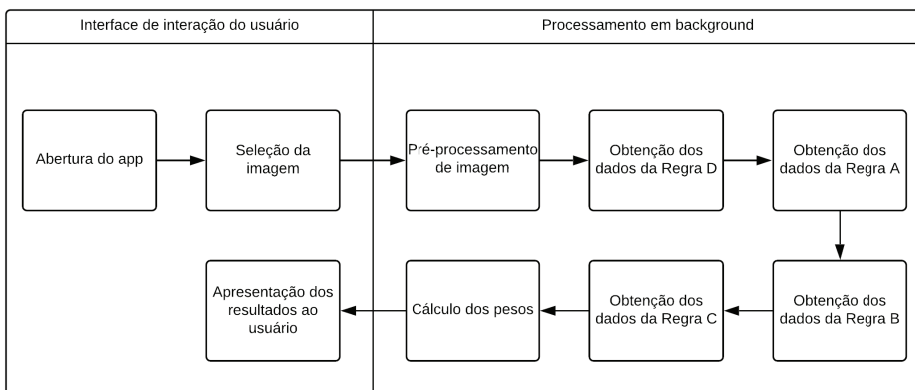 Interface de interação do usuário
Processamento em background
Abertura do app
Seleção da
imagem
Pré-processamento
de imagem
Obtenção dos
dados da Regra D
Obtenção dos
dados da Regra A
Apresentação dos
resultados ao
usuário
Cálculo dos pesos
Obtenção dos
dados da Regra C
Obtenção dos
dados da Regra B